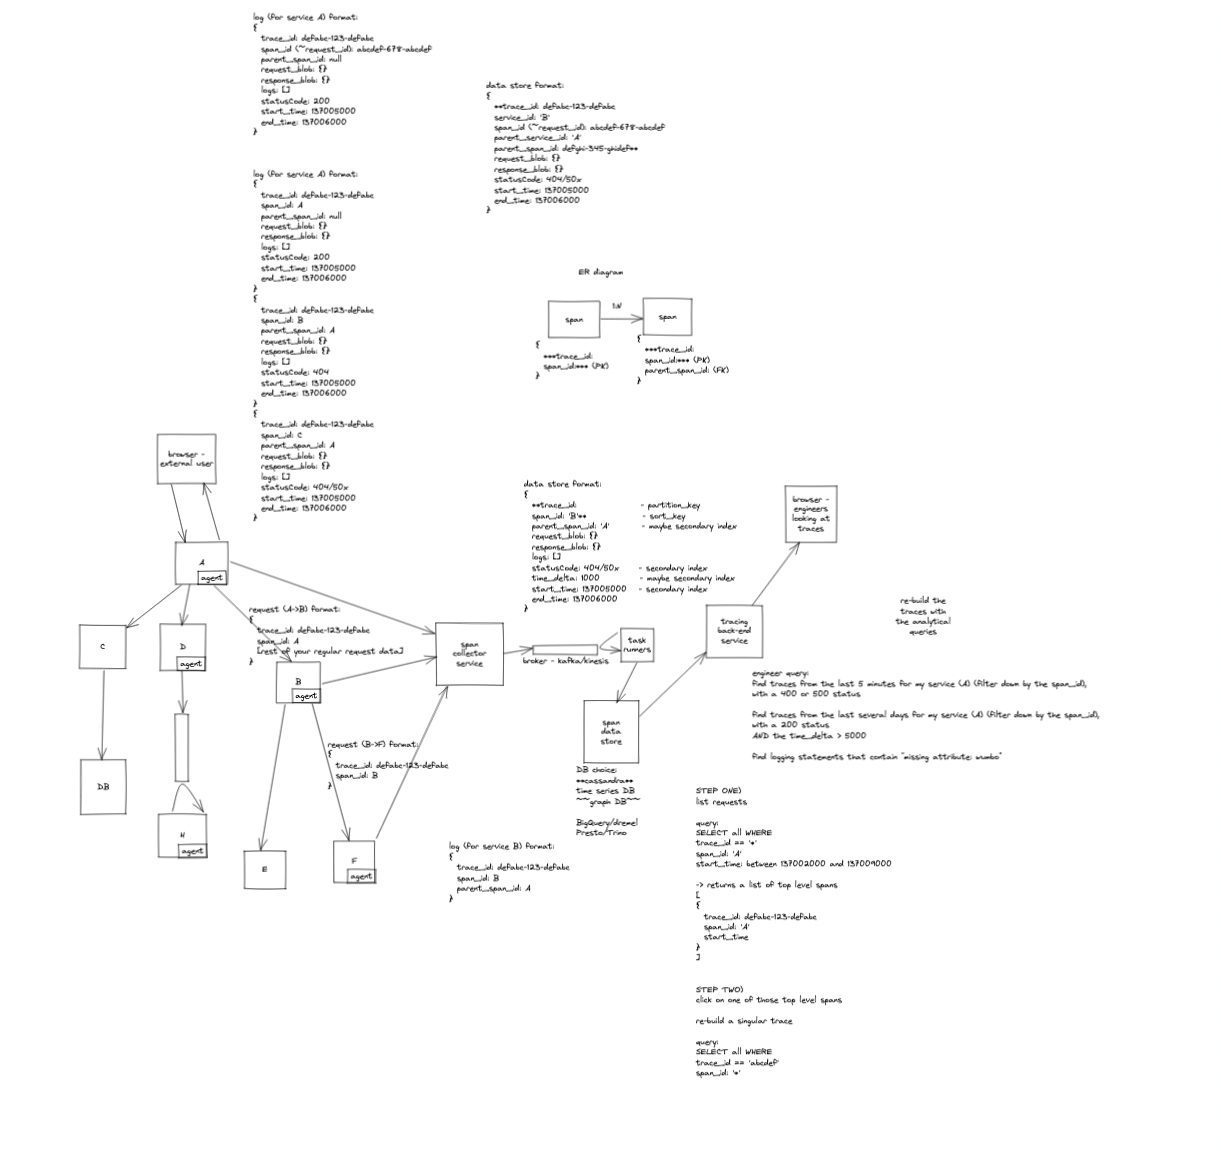 log (for service A) format:
{
trace_id: defabc-123-defabc
span_id (~request_id): abcdef-678-abcdef
parent_span_id: null
request_blob: {}
response_blob: {}
logs: []
statusCode: 200
start_time: 137005000
end_time: 137006000
}
data store format:
{
**trace_id: defabc-123-defabc
service_id: 'B'
span_id (~request_id): abcdef-678-abcdef
parent_service_id: 'A'
parent_span_id: defghi-345-ghidef**
request_blob: {}
response_blob: {}
statusCode: 404/50x
start_time: 137005000
end_time: 137006000
}
log (for service A) format:
{
trace_id: defabc-123-defabc
span_id: A
parent_span_id: null
request_blob: {}
response_blob: {}
logs: []
statusCode: 200
start_time: 137005000
end_time: 137006000
}
{
trace_id: defabc-123-defabc
span_id: B
parent_span_id: A
request_blob: {}
response_blob: {}
logs: []
statusCode: 404
start_time: 137005000
end_time: 137006000
}
{
trace_id: defabc-123-defabc
span_id: C
parent_span_id: A
request_blob: {}
response_blob: {}
logs: []
statusCode: 404/50x
start_time: 137005000
end_time: 137006000
}
ER diagram
span
1:N
span
{
***trace_id:
span_id:*** (PK)
}
{
***trace_id:
span_id:*** (PK)
parent_span_id: (FK)
}
browser -
external user
A
agent
C
D
agent
DB
H
agent
request (A->B) format:
{
trace_id: defabc-123-defabc
span_id: A
[rest of your regular request data]
}
B
agent
request (B->F) format:
{
trace_id: defabc-123-defabc
span_id: B
}
E
F
agent
log (for service B) format:
{
trace_id: defabc-123-defabc
span_id: B
parent_span_id: A
}
span
collector
service
broker - kafka/kinesis
task
runners
data store format:
{
**trace_id: - partition_key
span_id: 'B'** - sort_key
parent_span_id: 'A' - maybe secondary index
request_blob: {}
response_blob: {}
logs: []
statusCode: 404/50x - secondary index
time_delta: 1000 - maybe secondary index
start_time: 137005000 - secondary index
end_time: 137006000
}
span
data
store
DB choice:
**cassandra**
time series DB
~~graph DB~~
BigQuery/dremel
Presto/Trino
tracing
back-end
service
browser -
engineers
looking at
traces
re-build the
traces with
the analytical
queries
engineer query:
find traces from the last 5 minutes for my service (A) (filter down by the span_id),
with a 400 or 500 status
find traces from the last several days for my service (A) (filter down by the span_id),
with a 200 status
AND the time_delta > 5000
find logging statements that contain "missing attribute: wumbo"
STEP ONE)
list requests
query:
SELECT all WHERE
trace_id == '*'
span_id: 'A'
start_time: between 137002000 and 137009000
-> returns a list of top level spans
[
{
trace_id: defabc-123-defabc
span_id: 'A'
start_time
}
]
STEP TWO)
click on one of those top level spans
re-build a singular trace
query:
SELECT all WHERE
trace_id == 'abcdef'
span_id: '*'